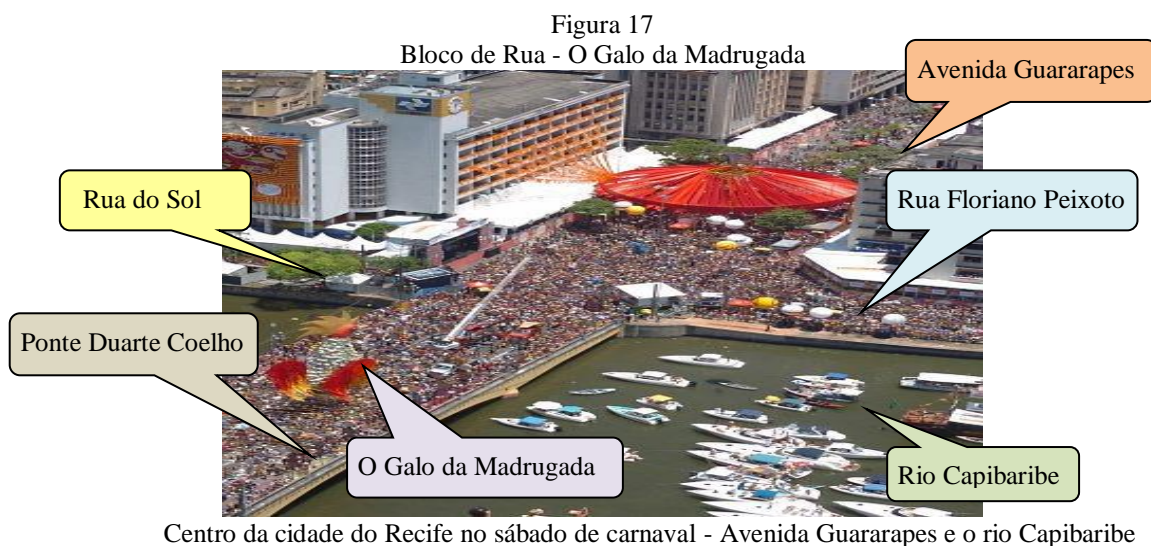 Figura 17
Bloco de Rua - O Galo da Madrugada
Avenida Guararapes
Rua do Sol
Rua Floriano Peixoto
Ponte Duarte Coelho
O Galo da Madrugada
Rio Capibaribe
Centro da cidade do Recife no sábado de carnaval - Avenida Guararapes e o rio Capibaribe